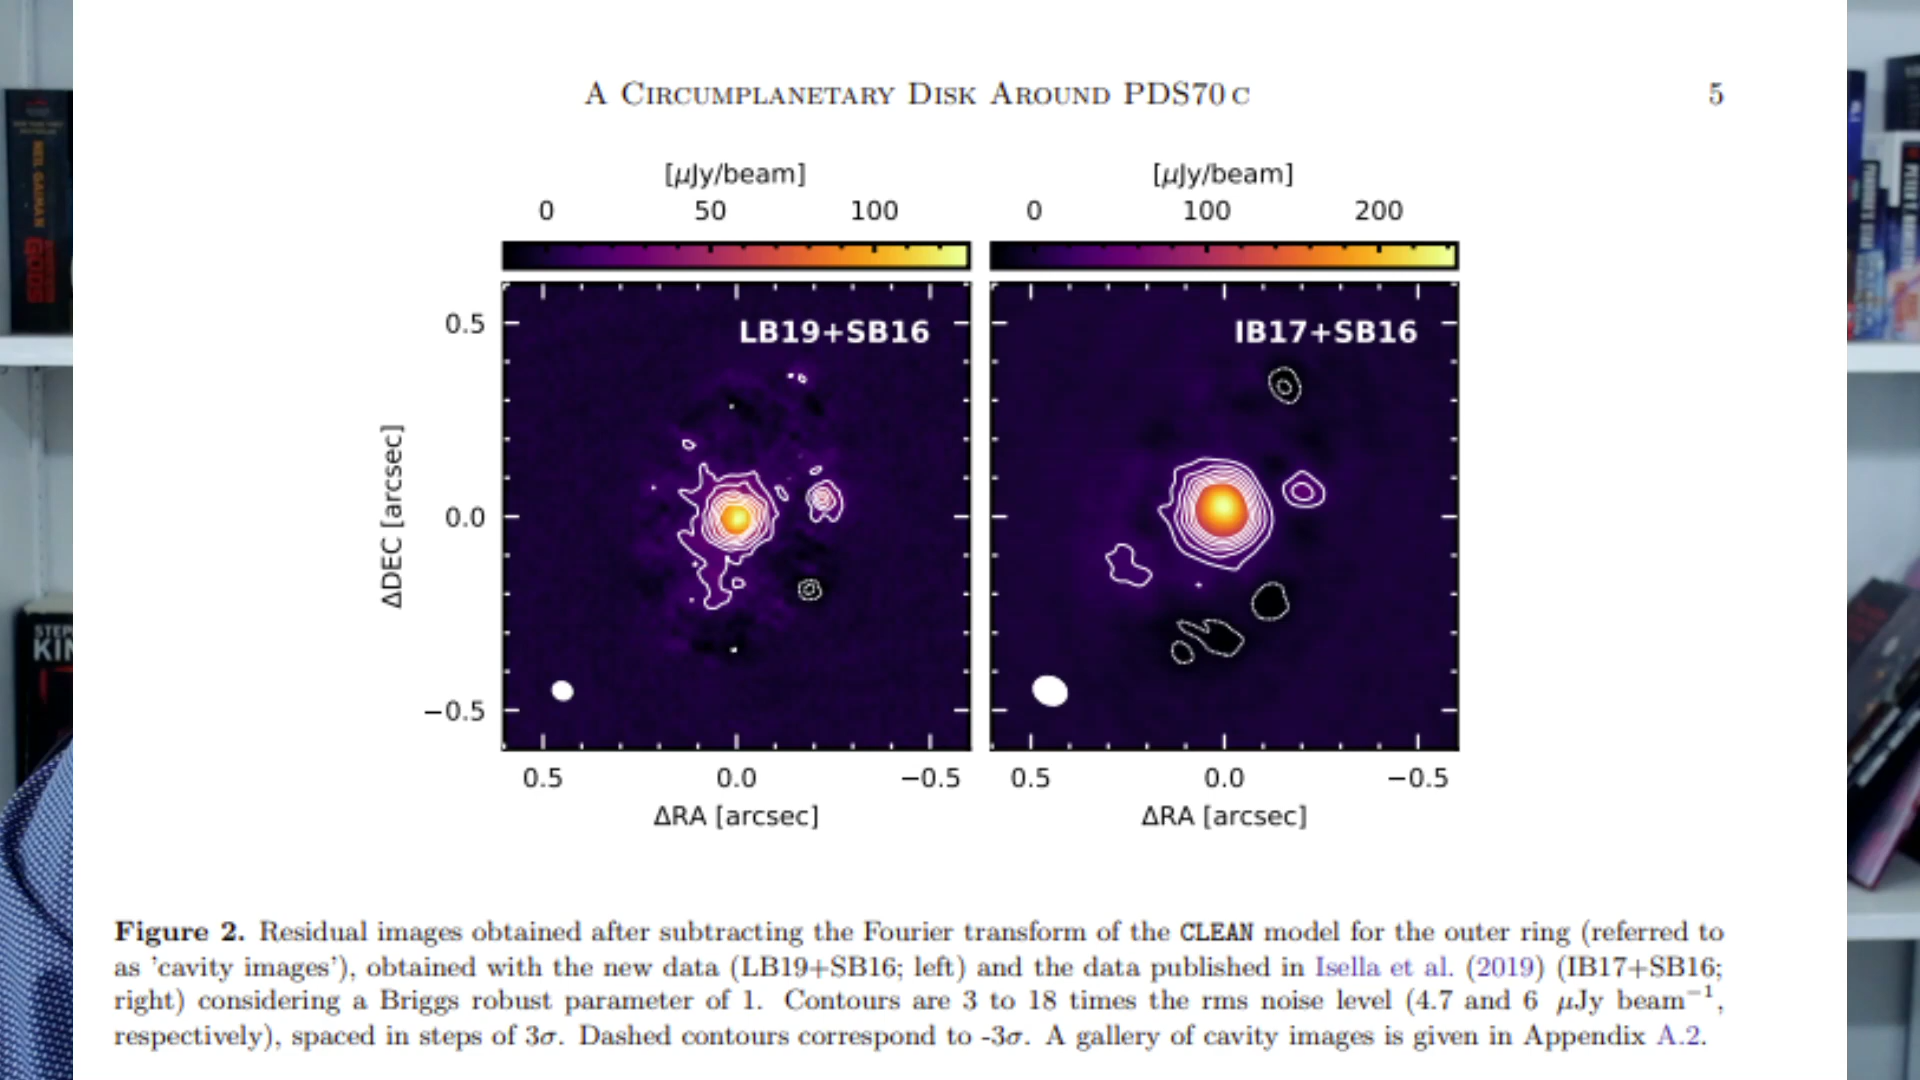 A CIRCUMPLANETARY DISK AROUND PDS70 C 5
[μJy/beam] [μJy/beam]
0 50 100 0 100 200
LB19+SB16 IB17+SB16
0.5
0.0
−0.5
ΔDEC [arcsec]
0.5 0.0 −0.5 0.5 0.0 −0.5
ΔRA [arcsec] ΔRA [arcsec]
Figure 2. Residual images obtained after subtracting the Fourier transform of the CLEAN model for the outer ring (referred to
as 'cavity images'), obtained with the new data (LB19+SB16; left) and the data published in Isella et al. (2019) (IB17+SB16;
right) considering a Briggs robust parameter of 1. Contours are 3 to 18 times the rms noise level (4.7 and 6 μJy beam⁻¹,
respectively), spaced in steps of 3σ. Dashed contours correspond to -3σ. A gallery of cavity images is given in Appendix A.2.
NEIL GAIMAN
GODS
STEP
KIN